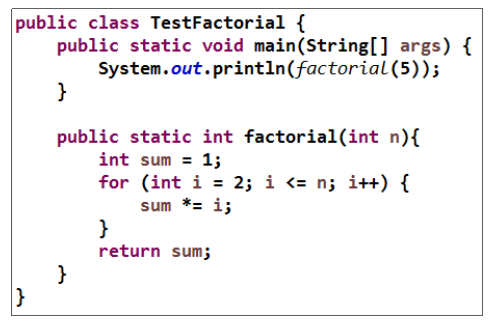 public class TestFactorial {
    public static void main(String[] args) {
        System.out.println(factorial(5));
    }

    public static int factorial(int n){
        int sum = 1;
        for (int i = 2; i <= n; i++) {
            sum *= i;
        }
        return sum;
    }
}